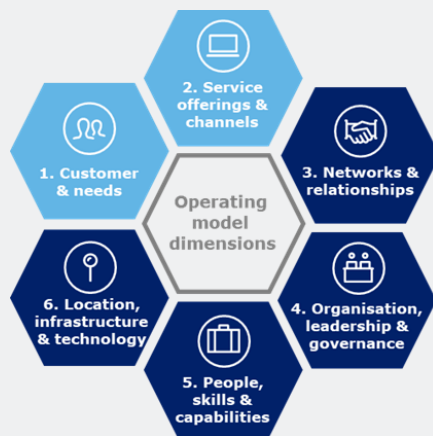 1. Customer
& needs
2. Service
offerings &
channels
3. Networks &
relationships
Operating
model
dimensions
4. Organisation,
leadership &
governance
5. People,
skills &
capabilities
6. Location,
infrastructure
& technology